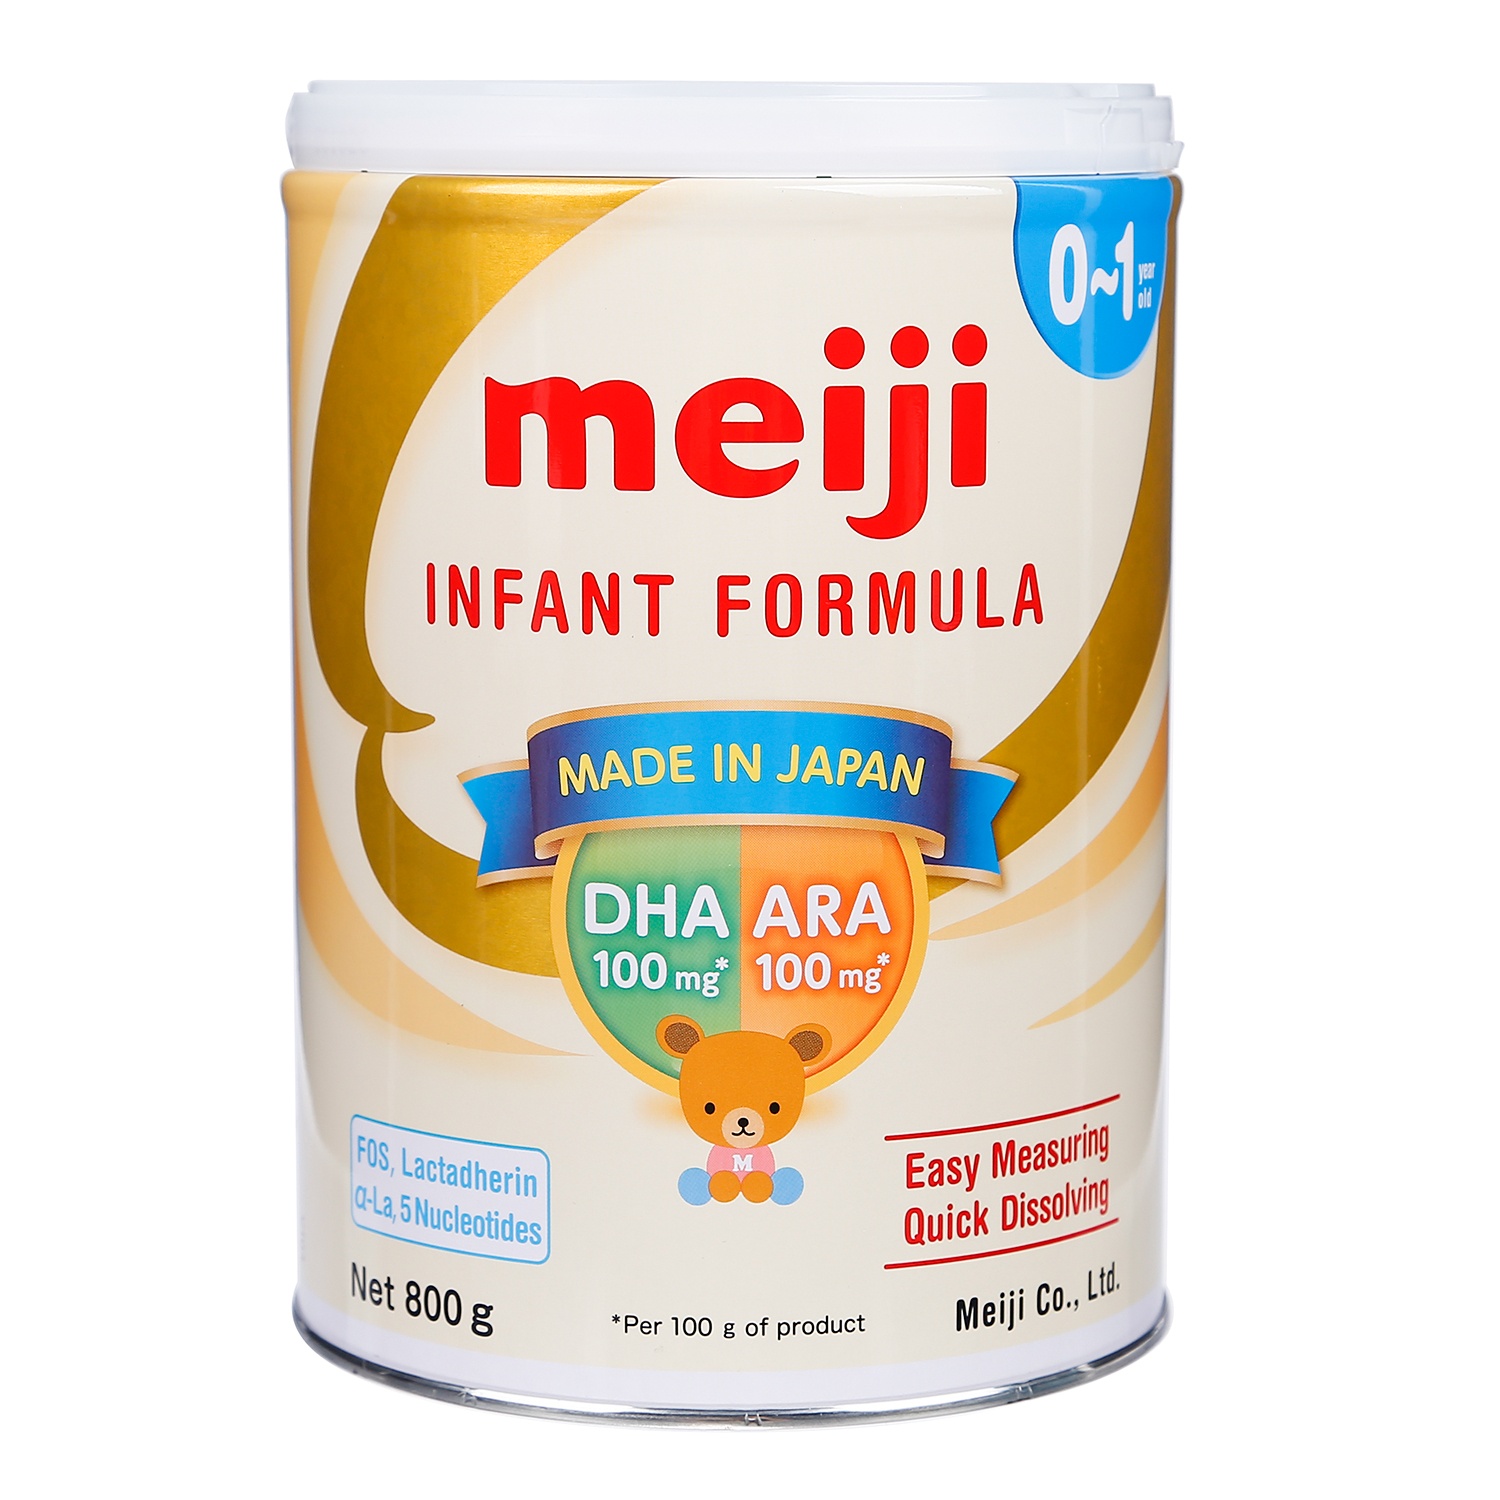 0~1 year
old
meiji
INFANT FORMULA
MADE IN JAPAN
DHA ARA
100 mg* 100 mg*
M
FOS, Lactadherin
α-La, 5 Nucleotides
Easy Measuring
Quick Dissolving
Net 800 g
*Per 100 g of product
Meiji Co., Ltd.